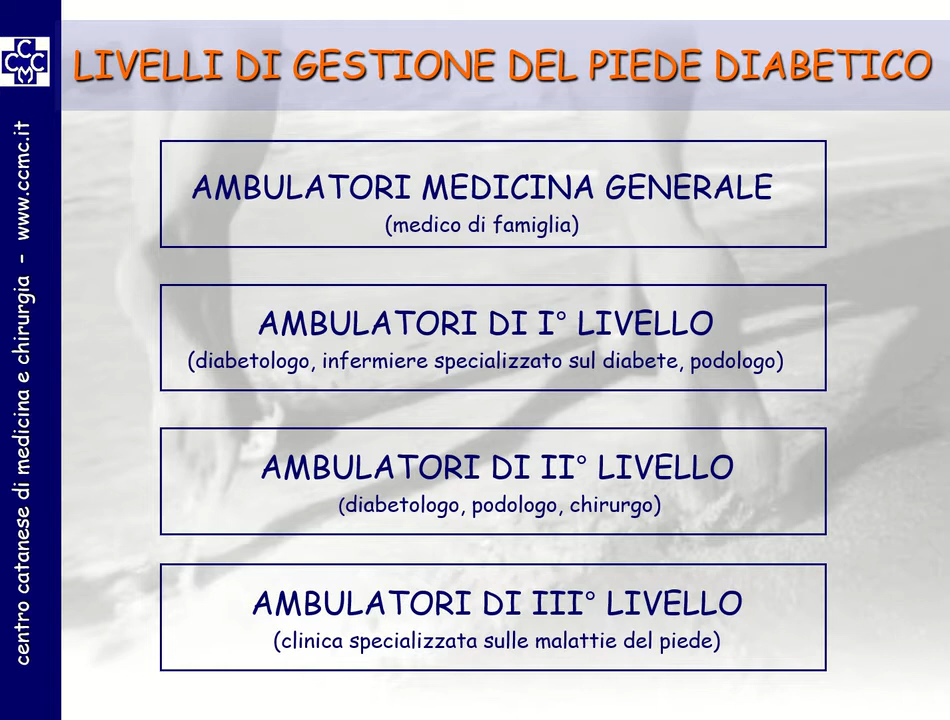 LIVELLI DI GESTIONE DEL PIEDE DIABETICO
C
C C
M
centro catanese di medicina e chirurgia - www.ccmc.it
AMBULATORI MEDICINA GENERALE
(medico di famiglia)
AMBULATORI DI I° LIVELLO
(diabetologo, infermiere specializzato sul diabete, podologo)
AMBULATORI DI II° LIVELLO
(diabetologo, podologo, chirurgo)
AMBULATORI DI III° LIVELLO
(clinica specializzata sulle malattie del piede)